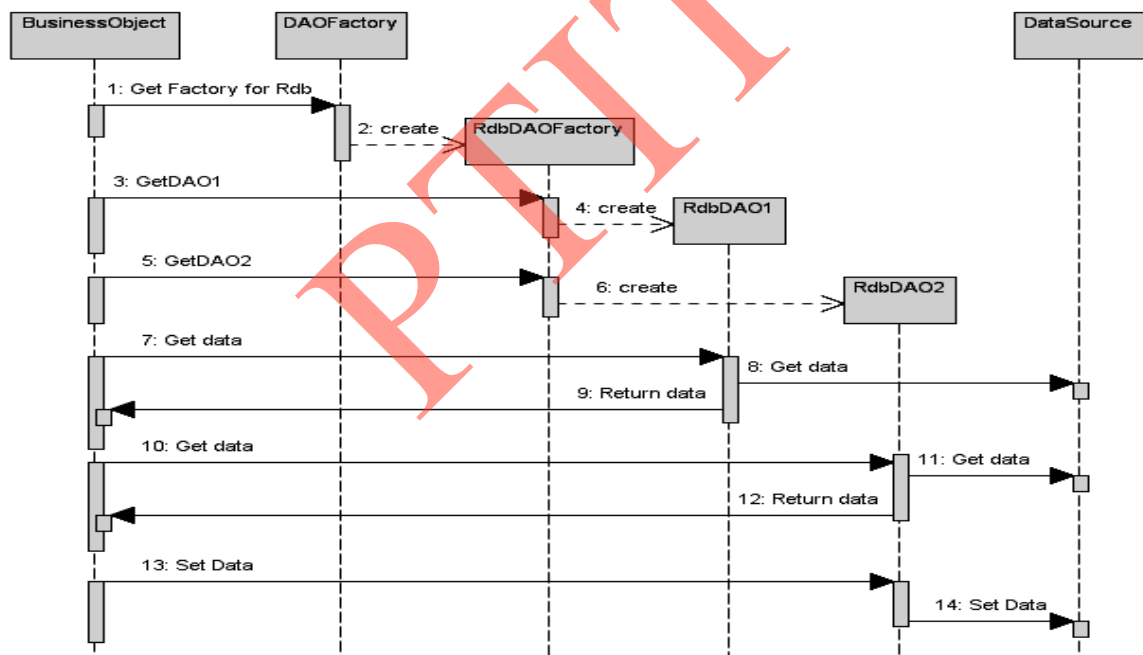 BusinessObject
DAOFactory
DataSource
1: Get Factory for Rdb
2: create
RdbDAOFactory
3: GetDAO1
4: create
RdbDAO1
5: GetDAO2
6: create
RdbDAO2
7: Get data
8: Get data
9: Return data
10: Get data
11: Get data
12: Return data
13: Set Data
14: Set Data
PTIT